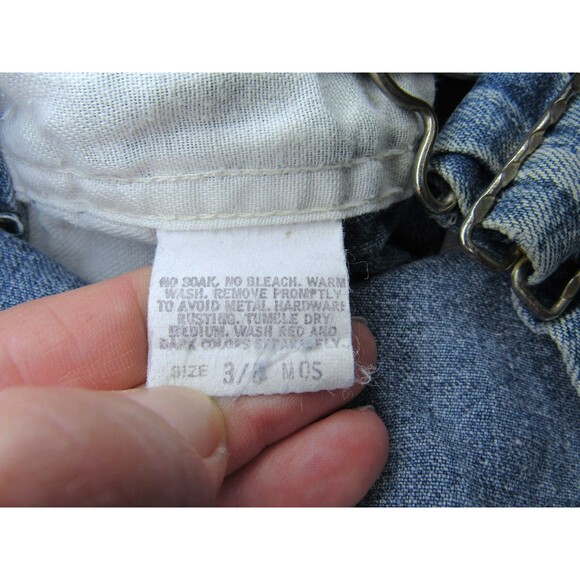 NO SOAK. NO BLEACH. WARM
WASH. REMOVE PROMPTLY
TO AVOID METAL HARDWARE
RUSTING. TUMBLE DRY
MEDIUM. WASH RED AND
DARK COLORS SEPARATELY.
SIZE 3/6 MOS